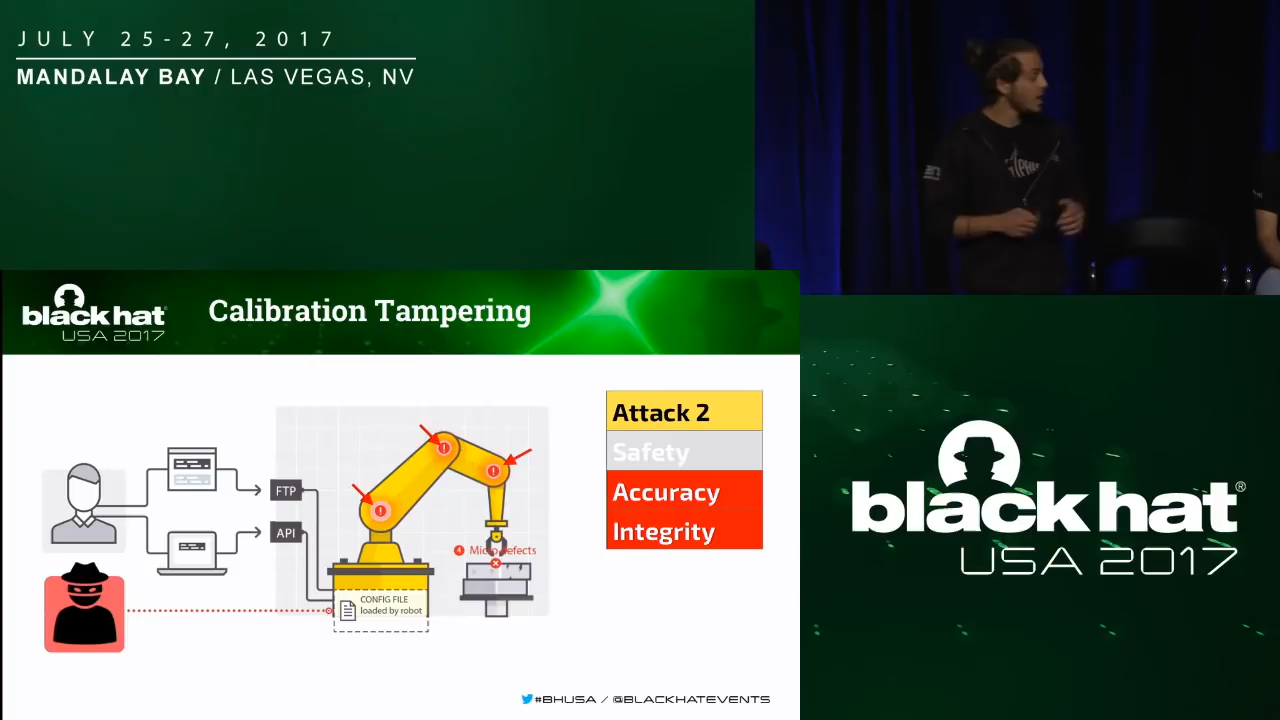 JULY 25-27, 2017
MANDALAY BAY / LAS VEGAS, NV
black hat
USA 2017
Calibration Tampering
FTP
API
CONFIG FILE
loaded by robot
4 Micro defects
Attack 2
Safety
Accuracy
Integrity
#BHUSA / @BLACKHATEVENTS
black hat®
USA 2017